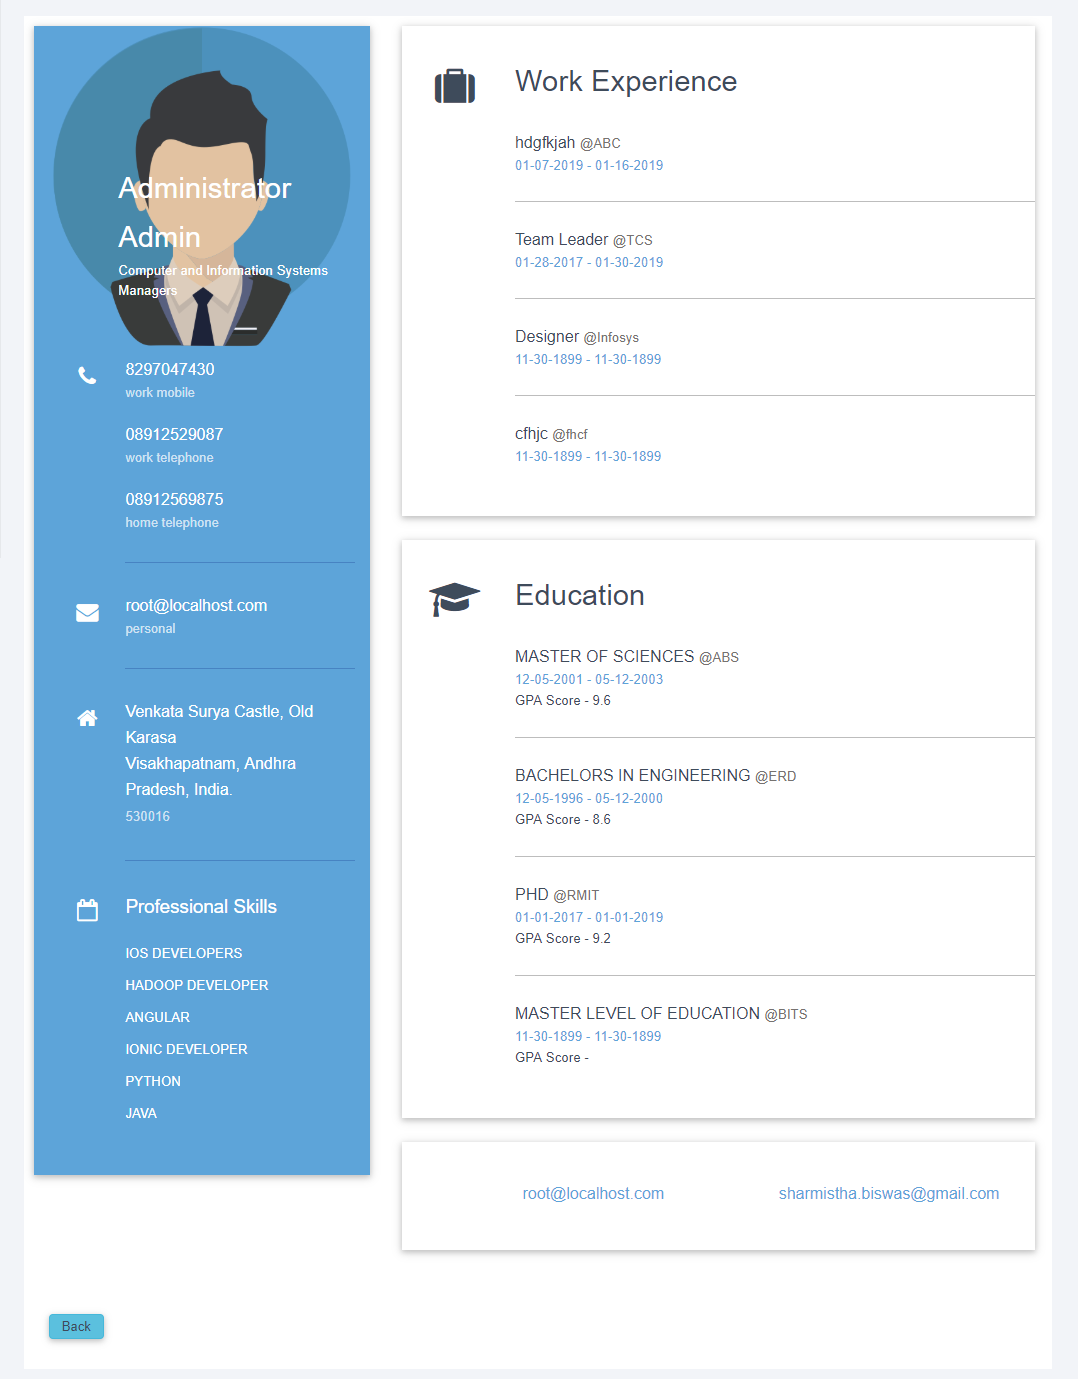 Administrator
Admin
Computer and Information Systems
Managers
8297047430
work mobile
08912529087
work telephone
08912569875
home telephone
root@localhost.com
personal
Venkata Surya Castle, Old
Karasa
Visakhapatnam, Andhra
Pradesh, India.
530016
Professional Skills
IOS DEVELOPERS
HADOOP DEVELOPER
ANGULAR
IONIC DEVELOPER
PYTHON
JAVA
Work Experience
hdgfkjah @ABC
01-07-2019 - 01-16-2019
Team Leader @TCS
01-28-2017 - 01-30-2019
Designer @Infosys
11-30-1899 - 11-30-1899
cfhjc @fhcf
11-30-1899 - 11-30-1899
Education
MASTER OF SCIENCES @ABS
12-05-2001 - 05-12-2003
GPA Score - 9.6
BACHELORS IN ENGINEERING @ERD
12-05-1996 - 05-12-2000
GPA Score - 8.6
PHD @RMIT
01-01-2017 - 01-01-2019
GPA Score - 9.2
MASTER LEVEL OF EDUCATION @BITS
11-30-1899 - 11-30-1899
GPA Score -
root@localhost.com sharmistha.biswas@gmail.com
Back